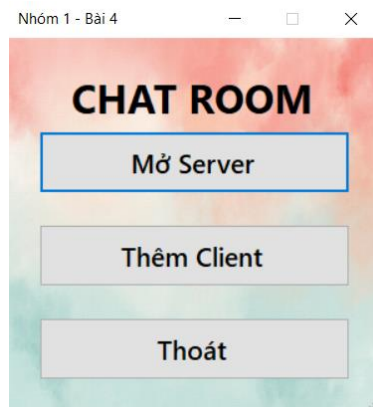 Nhóm 1 - Bài 4
CHAT ROOM
Mở Server
Thêm Client
Thoát